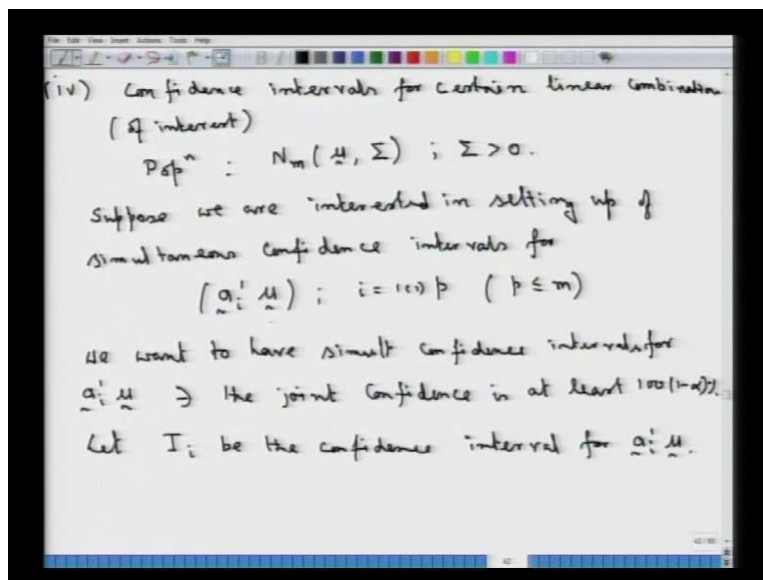 (iv) Confidence intervals for certain linear combination
(of interest)
Popⁿ : N_m(μ, Σ) ; Σ > 0.
Suppose we are interested in setting up of
simultaneous confidence intervals for
(a_i' μ) ; i = 1(1) p (p ≤ m)
We want to have simult confidence intervals for
a_i' μ ∋ the joint confidence is at least 100(1-α)%.
Let I_i be the confidence interval for a_i' μ.